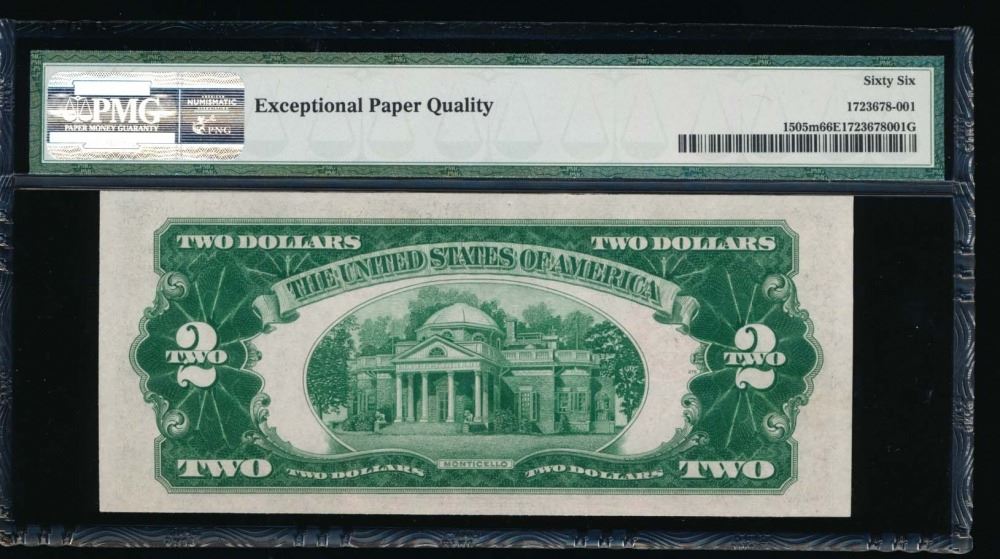 PMG
PAPER MONEY GUARANTY
NUMISMATIC
PNG
Exceptional Paper Quality
Sixty Six
1723678-001
1505m66E1723678001G
TWO DOLLARS
TWO DOLLARS
THE UNITED STATES OF AMERICA
2
TWO
2
TWO
TWO
TWO DOLLARS
MONTICELLO
TWO DOLLARS
TWO